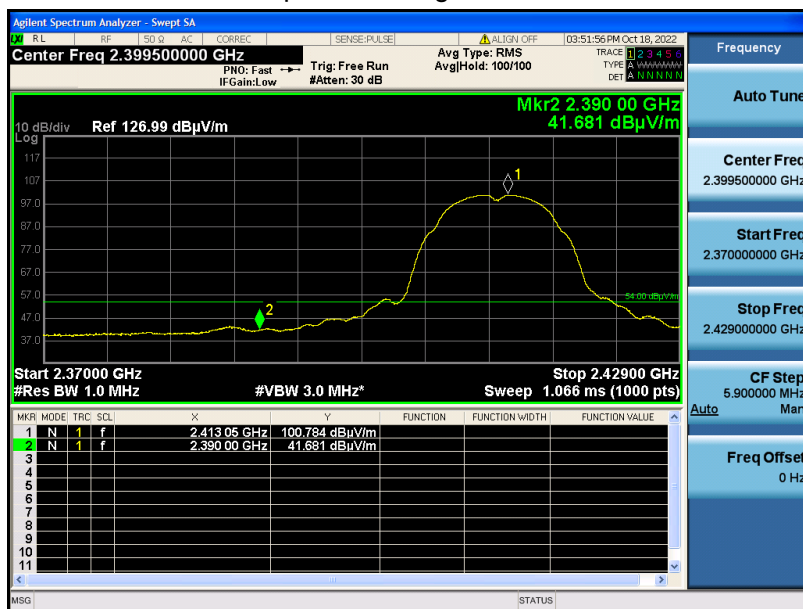 Agilent Spectrum Analyzer - Swept SA
LXI RL RF 50 Ω AC CORREC SENSE:PULSE ALIGN OFF 03:51:56 PM Oct 18, 2022
Center Freq 2.399500000 GHz
PNO: Fast
IFGain:Low
Trig: Free Run
#Atten: 30 dB
Avg Type: RMS
Avg|Hold: 100/100
TRACE 1 2 3 4 5 6
TYPE A WWWWW
DET A N N N N N
Mkr2 2.390 00 GHz
41.681 dBµV/m
10 dB/div Ref 126.99 dBµV/m
Log
117
107
97.0
87.0
77.0
67.0
57.0
47.0
37.0
1
2
54.00 dBµV/m
Start 2.37000 GHz Stop 2.42900 GHz
#Res BW 1.0 MHz #VBW 3.0 MHz* Sweep 1.066 ms (1000 pts)
MKR MODE TRC SCL X Y FUNCTION FUNCTION WIDTH FUNCTION VALUE
1 N 1 f 2.413 05 GHz 100.784 dBµV/m
2 N 1 f 2.390 00 GHz 41.681 dBµV/m
3
4
5
6
7
8
9
10
11
MSG STATUS
Frequency
Auto Tune
Center Freq
2.399500000 GHz
Start Freq
2.370000000 GHz
Stop Freq
2.429000000 GHz
CF Step
5.900000 MHz
Auto Man
Freq Offset
0 Hz